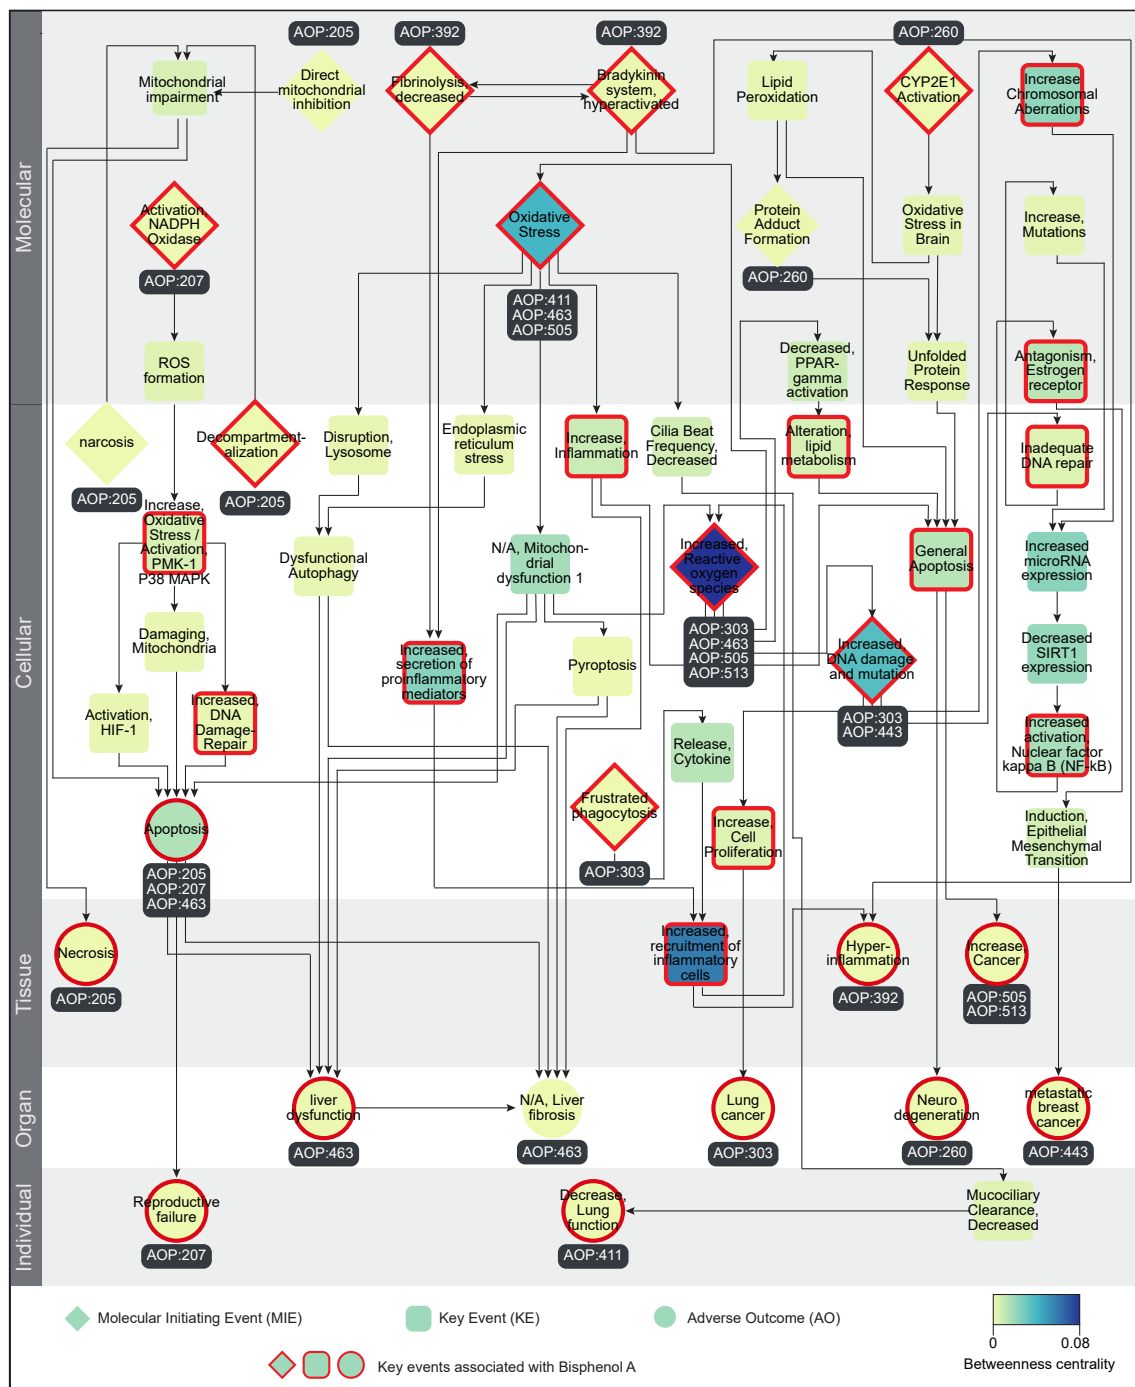 AOP:205
AOP:392
AOP:392
AOP:260
Molecular
Mitochondrial
impairment
Direct
mitochondrial
inhibition
Fibrinolysis,
decreased
Bradykinin
system,
hyperactivated
Lipid
Peroxidation
CYP2E1
Activation
Increase,
Chromosomal
Aberrations
Activation,
NADPH
Oxidase
AOP:207
Oxidative
Stress
AOP:411
AOP:463
AOP:505
Protein
Adduct
Formation
AOP:260
Oxidative
Stress in
Brain
Increase,
Mutations
ROS
formation
Decreased,
PPAR-
gamma
activation
Unfolded
Protein
Response
Antagonism,
Estrogen
receptor
Cellular
narcosis
AOP:205
Decompartment-
alization
AOP:205
Disruption,
Lysosome
Endoplasmic
reticulum
stress
Increase,
Inflammation
Cilia Beat
Frequency,
Decreased
Alteration,
lipid
metabolism
Inadequate
DNA repair
Increase,
Oxidative
Stress /
Activation,
PMK-1
P38 MAPK
Dysfunctional
Autophagy
N/A, Mitochon-
drial
dysfunction 1
Increased,
Reactive
oxygen
species
AOP:303
AOP:463
AOP:505
AOP:513
General
Apoptosis
Increased
microRNA
expression
Damaging,
Mitochondria
Increased,
secretion of
proinflammatory
mediators
Pyroptosis
Increased,
DNA damage
and mutation
AOP:303
AOP:443
Decreased
SIRT1
expression
Activation,
HIF-1
Increased,
DNA
Damage-
Repair
Release,
Cytokine
Increased
activation,
Nuclear factor
kappa B (NF-kB)
Apoptosis
AOP:205
AOP:207
AOP:463
Frustrated
phagocytosis
AOP:303
Increase,
Cell
Proliferation
Induction,
Epithelial
Mesenchymal
Transition
Tissue
Necrosis
AOP:205
Increased,
recruitment of
inflammatory
cells
Hyper-
inflammation
AOP:392
Increase,
Cancer
AOP:505
AOP:513
Organ
liver
dysfunction
AOP:463
N/A, Liver
fibrosis
AOP:463
Lung
cancer
AOP:303
Neuro
degeneration
AOP:260
metastatic
breast
cancer
AOP:443
Individual
Reproductive
failure
AOP:207
Decrease,
Lung
function
AOP:411
Mucociliary
Clearance,
Decreased
Molecular Initiating Event (MIE)
Key Event (KE)
Adverse Outcome (AO)
Key events associated with Bisphenol A
0
0.08
Betweenness centrality